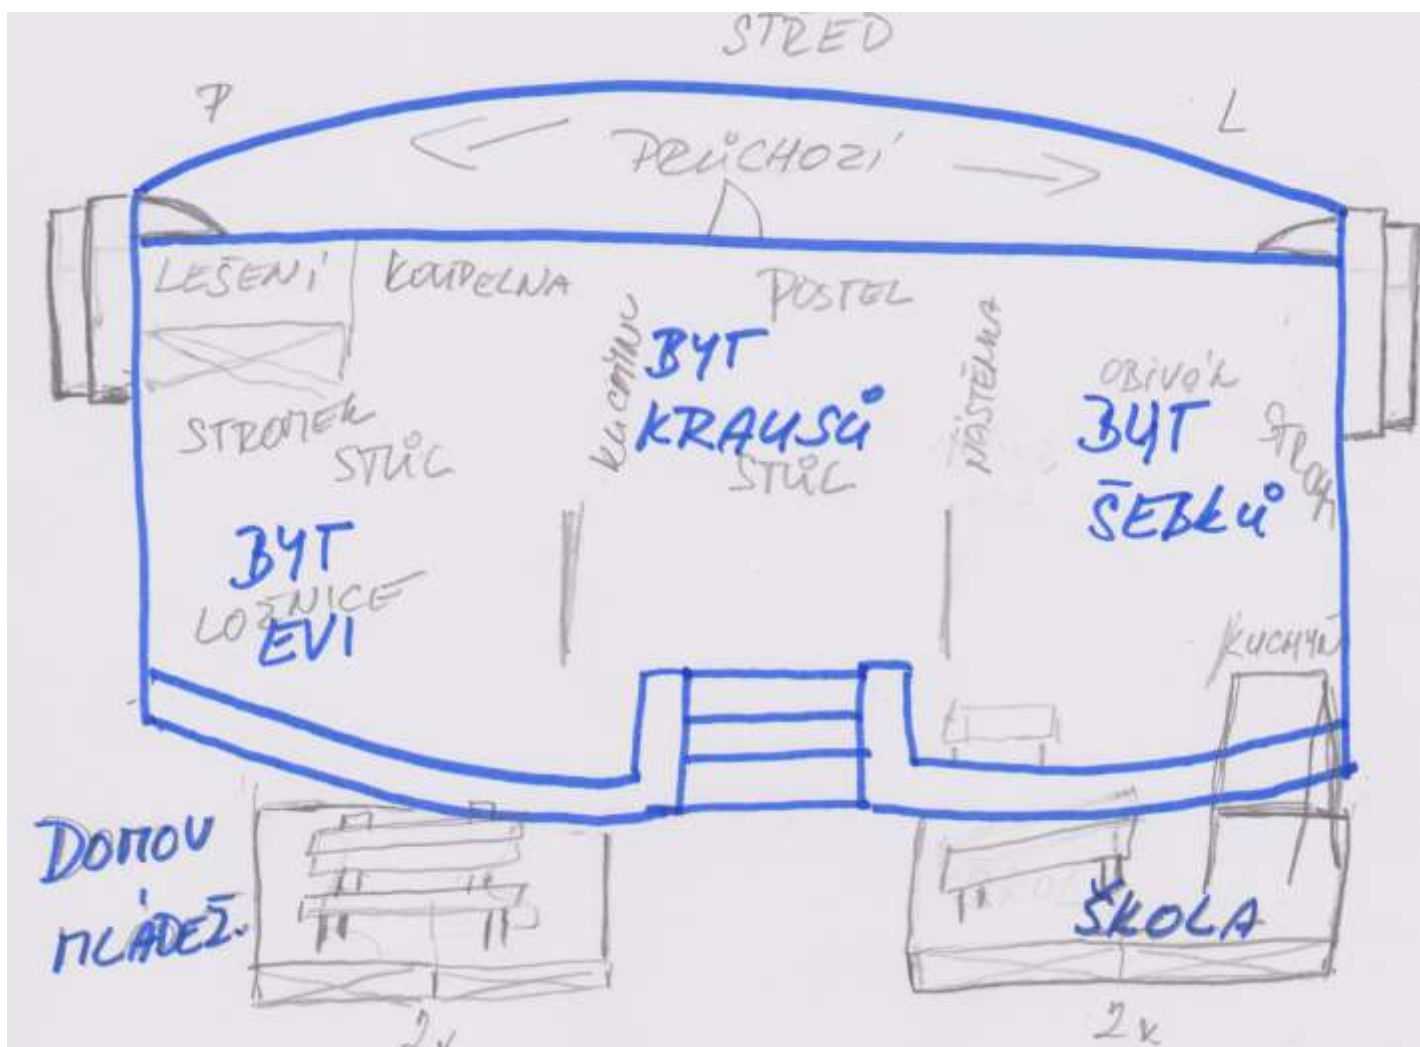 STŘED
P
L
PRŮCHOZÍ
LEŠENÍ
KOUPELNA
POSTEL
BYT
KRAUSŮ
STŮL
NÁSTĚNKA
OBÝVÁK
BYT
ŠEBKŮ
STROMEK
STŮL
BYT
LOŽNICE
EVI
KUCHYŇ
DOMOV
MLÁDEŽ.
ŠKOLA
2x
2x